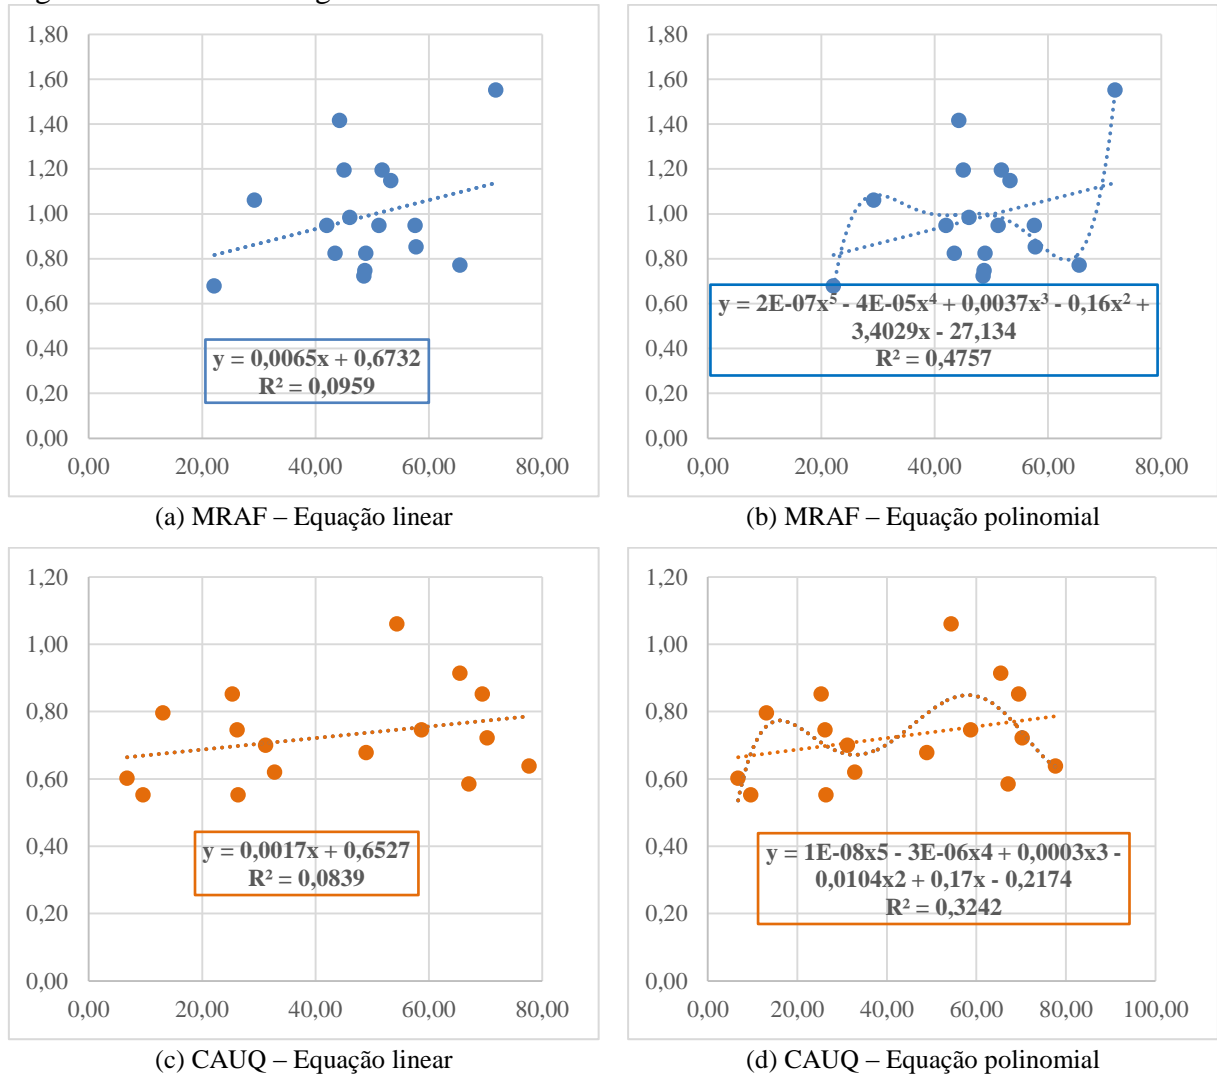 1,80
1,60
1,40
1,20
1,00
0,80
0,60
0,40
0,20
0,00
0,00 20,00 40,00 60,00 80,00
y = 0,0065x + 0,6732
R² = 0,0959
(a) MRAF – Equação linear
1,80
1,60
1,40
1,20
1,00
0,80
0,60
0,40
0,20
0,00
0,00 20,00 40,00 60,00 80,00
y = 2E-07x⁵ - 4E-05x⁴ + 0,0037x³ - 0,16x² +
3,4029x - 27,134
R² = 0,4757
(b) MRAF – Equação polinomial
1,20
1,00
0,80
0,60
0,40
0,20
0,00
0,00 20,00 40,00 60,00 80,00
y = 0,0017x + 0,6527
R² = 0,0839
(c) CAUQ – Equação linear
1,20
1,00
0,80
0,60
0,40
0,20
0,00
0,00 20,00 40,00 60,00 80,00 100,00
y = 1E-08x5 - 3E-06x4 + 0,0003x3 -
0,0104x2 + 0,17x - 0,2174
R² = 0,3242
(d) CAUQ – Equação polinomial